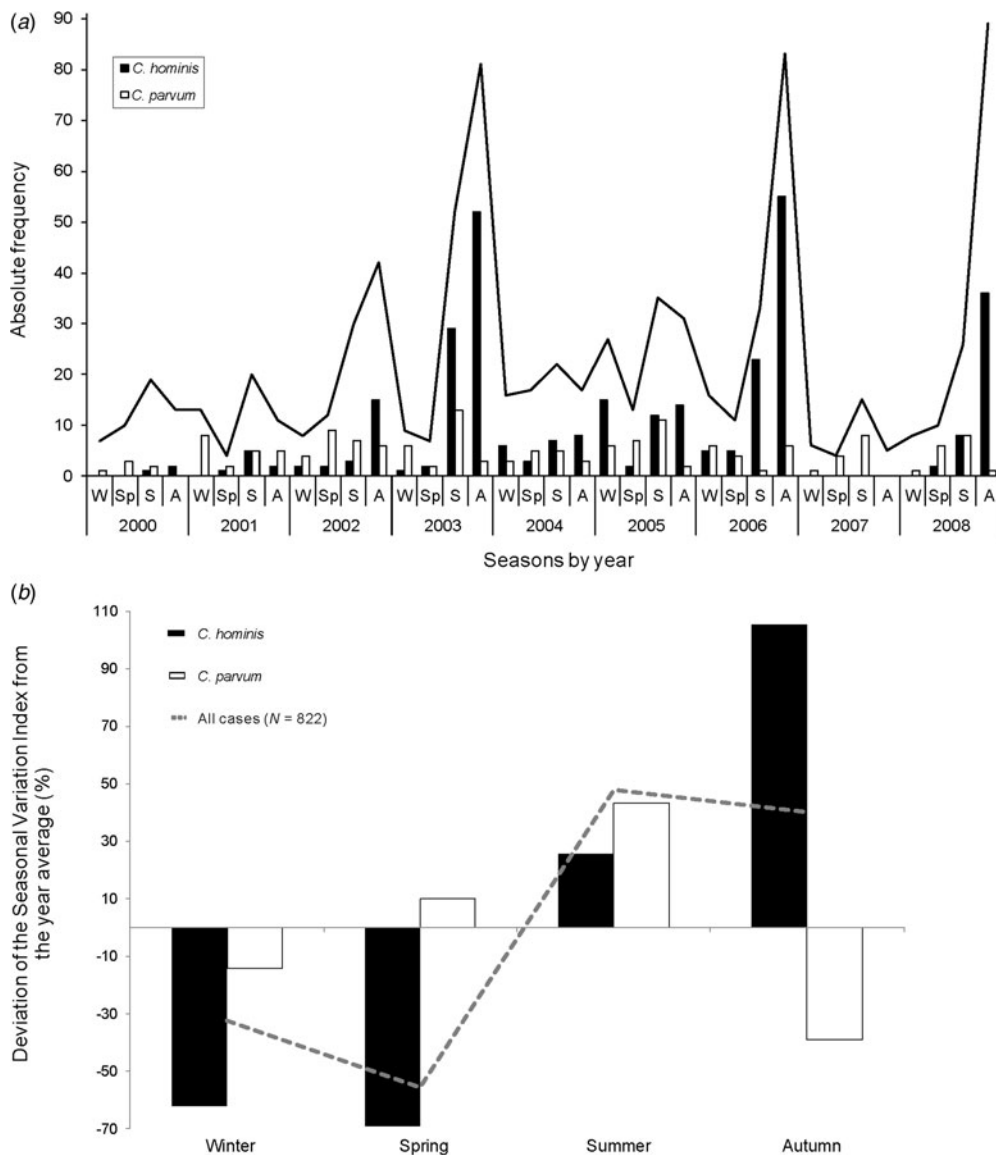 (a)
90
80
70
60
50
40
30
20
10
0
Absolute frequency
C. hominis
C. parvum
W Sp S A W Sp S A W Sp S A W Sp S A W Sp S A W Sp S A W Sp S A W Sp S A W Sp S A
2000 2001 2002 2003 2004 2005 2006 2007 2008
Seasons by year
(b)
110
90
70
50
30
10
-10
-30
-50
-70
Deviation of the Seasonal Variation Index from
the year average (%)
C. hominis
C. parvum
All cases (N = 822)
Winter Spring Summer Autumn